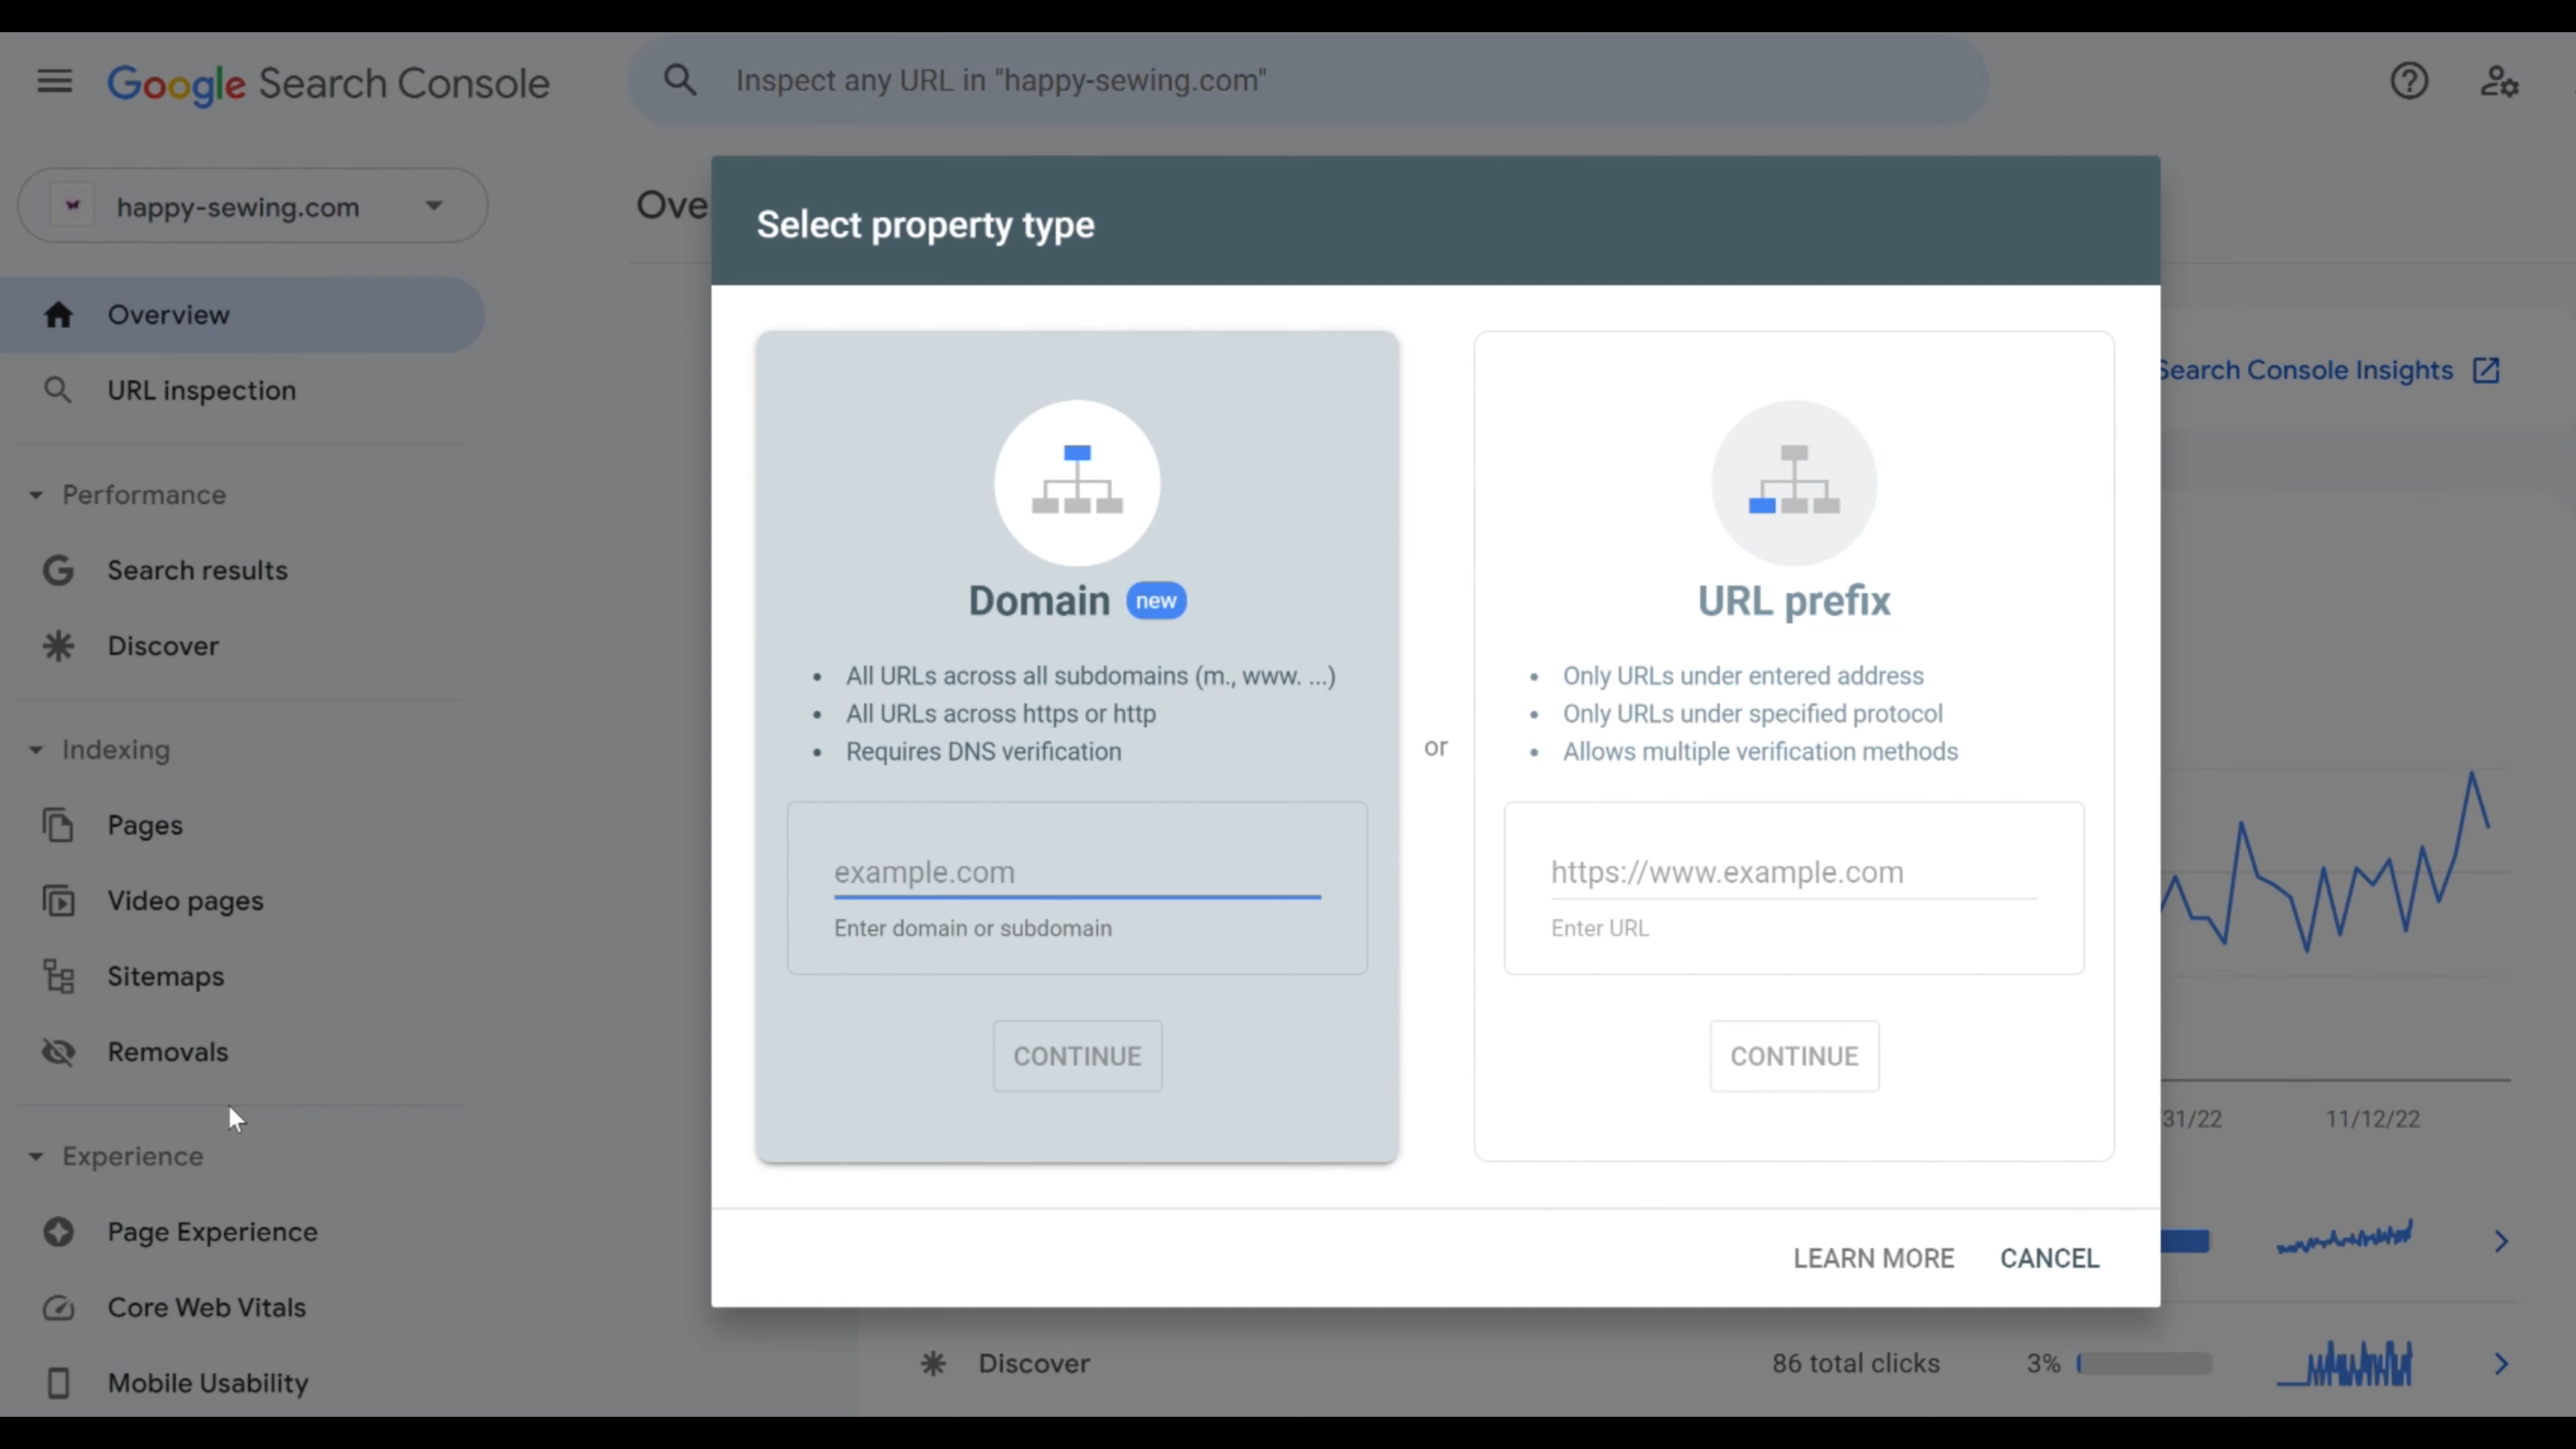 Google Search Console
Inspect any URL in "happy-sewing.com"
happy-sewing.com
Overview
URL inspection
Performance
Search results
Discover
Indexing
Pages
Video pages
Sitemaps
Removals
Experience
Page Experience
Core Web Vitals
Mobile Usability
Ove
Select property type
Domain new
All URLs across all subdomains (m., www. ...)
All URLs across https or http
Requires DNS verification
example.com
Enter domain or subdomain
CONTINUE
or
URL prefix
Only URLs under entered address
Only URLs under specified protocol
Allows multiple verification methods
https://www.example.com
Enter URL
CONTINUE
LEARN MORE CANCEL
Search Console Insights
31/22 11/12/22
Discover 86 total clicks 3%